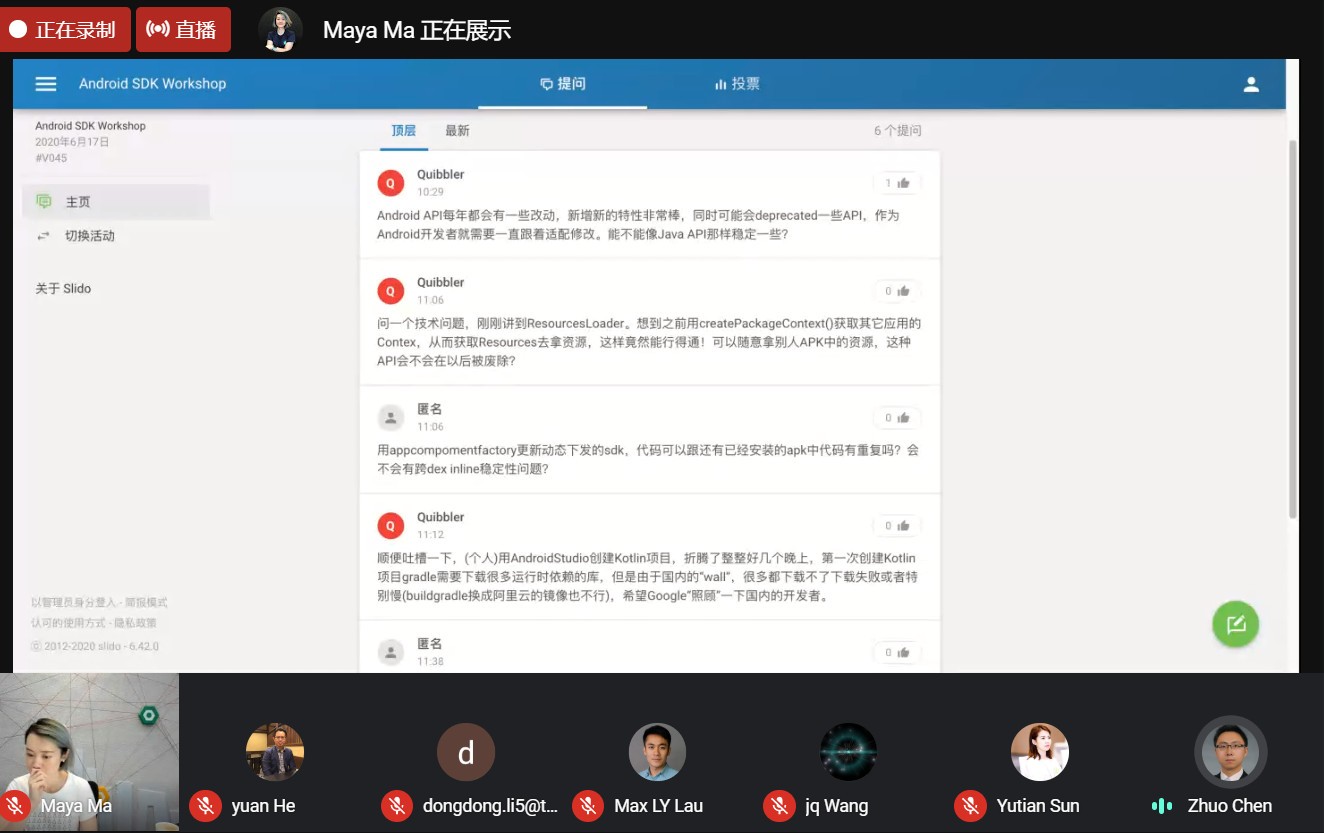 正在录制
直播
Maya Ma 正在展示
Android SDK Workshop
提问
投票
Android SDK Workshop
2020年6月17日
#V045
主页
切换活动
关于 Slido
以管理员身分登入 - 简报模式
认可的使用方式 - 隐私政策
© 2012-2020 slido - 6.42.0
顶层
最新
6 个提问
Q
Quibbler
10:29
1
Android API每年都会有一些改动，新增新的特性非常棒，同时可能会deprecated一些API，作为
Android开发者就需要一直跟着适配修改。能不能像Java API那样稳定一些？
Q
Quibbler
11:06
0
问一个技术问题，刚刚讲到ResourcesLoader。想到之前用createPackageContext()获取其它应用的
Contex，从而获取Resources去拿资源，这样竟然能行得通！可以随意拿别人APK中的资源，这种
API会不会在以后被废除？
匿名
11:06
0
用appcompomentfactory更新动态下发的sdk，代码可以跟还有已经安装的apk中代码有重复吗？会
不会有跨dex inline稳定性问题？
Q
Quibbler
11:12
0
顺便吐槽一下，(个人)用AndroidStudio创建Kotlin项目，折腾了整整好几个晚上，第一次创建Kotlin
项目gradle需要下载很多运行时依赖的库，但是由于国内的“wall”，很多都下载不了下载失败或者特
别慢(buildgradle换成阿里云的镜像也不行)，希望Google“照顾”一下国内的开发者。
匿名
11:38
0
d
Maya Ma
yuan He
dongdong.li5@t...
Max LY Lau
jq Wang
Yutian Sun
Zhuo Chen